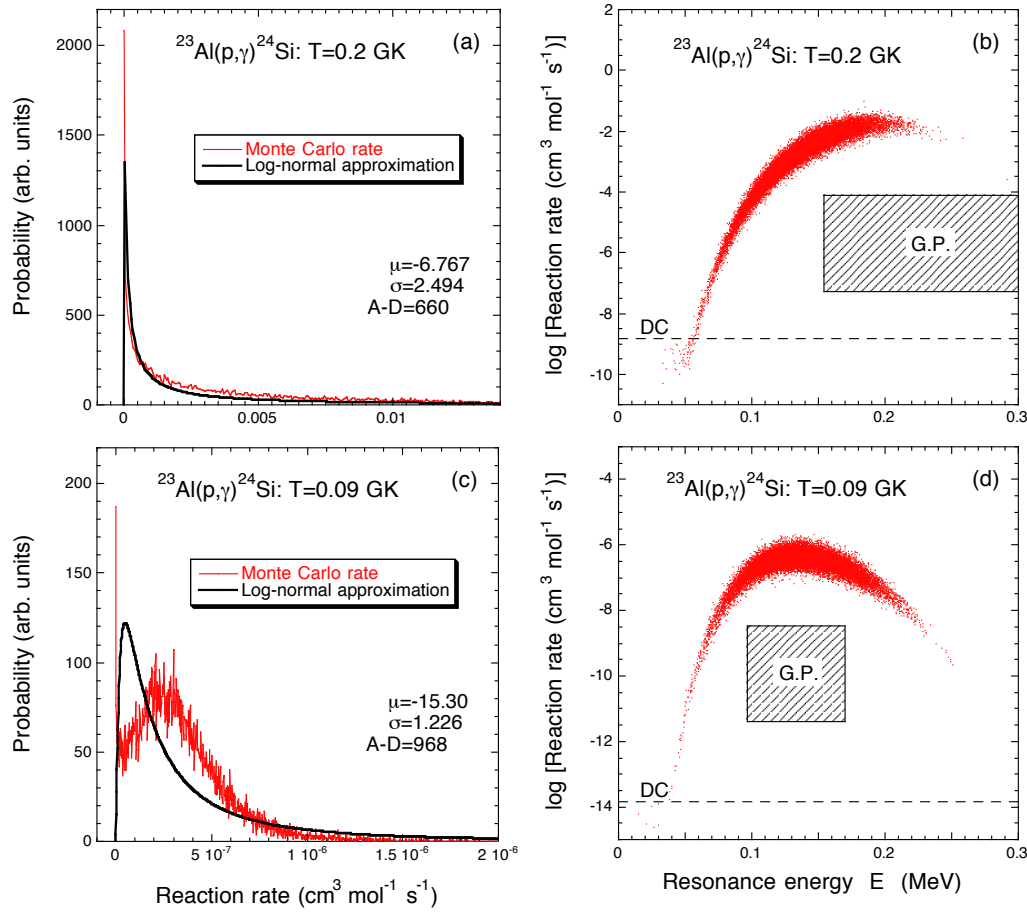 (a)
²³Al(p,γ)²⁴Si: T=0.2 GK
Monte Carlo rate
Log-normal approximation
μ=-6.767
σ=2.494
A-D=660
Probability (arb. units)
2000
1500
1000
500
0
0
0.005
0.01
(b)
²³Al(p,γ)²⁴Si: T=0.2 GK
G.P.
DC
log [Reaction rate (cm³ mol⁻¹ s⁻¹)]
2
0
-2
-4
-6
-8
-10
0
0.1
0.2
0.3
(c)
²³Al(p,γ)²⁴Si: T=0.09 GK
Monte Carlo rate
Log-normal approximation
μ=-15.30
σ=1.226
A-D=968
Probability (arb. units)
200
150
100
50
0
0
5 10⁻⁷
1 10⁻⁶
2 10⁻⁶
2 10⁻⁶
Reaction rate (cm³ mol⁻¹ s⁻¹)
(d)
²³Al(p,γ)²⁴Si: T=0.09 GK
G.P.
DC
log [Reaction rate (cm³ mol⁻¹ s⁻¹)]
-4
-6
-8
-10
-12
-14
0
0.1
0.2
0.3
Resonance energy E (MeV)